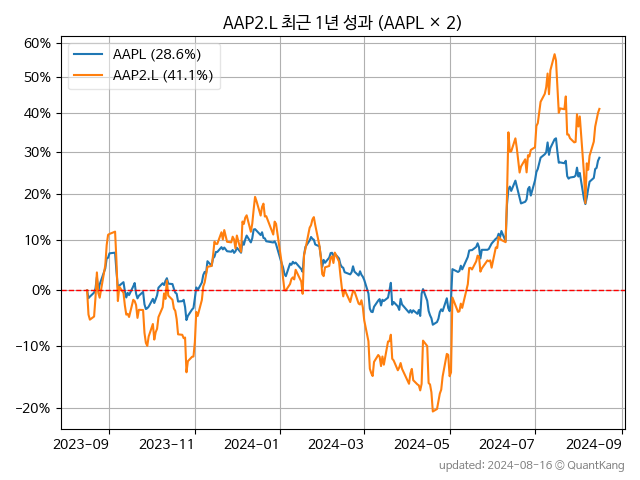 AAP2.L 최근 1년 성과 (AAPL × 2)
AAPL (28.6%)
AAP2.L (41.1%)
60%
50%
40%
30%
20%
10%
0%
−10%
−20%
2023-09 2023-11 2024-01 2024-03 2024-05 2024-07 2024-09
updated: 2024-08-16 © QuantKang